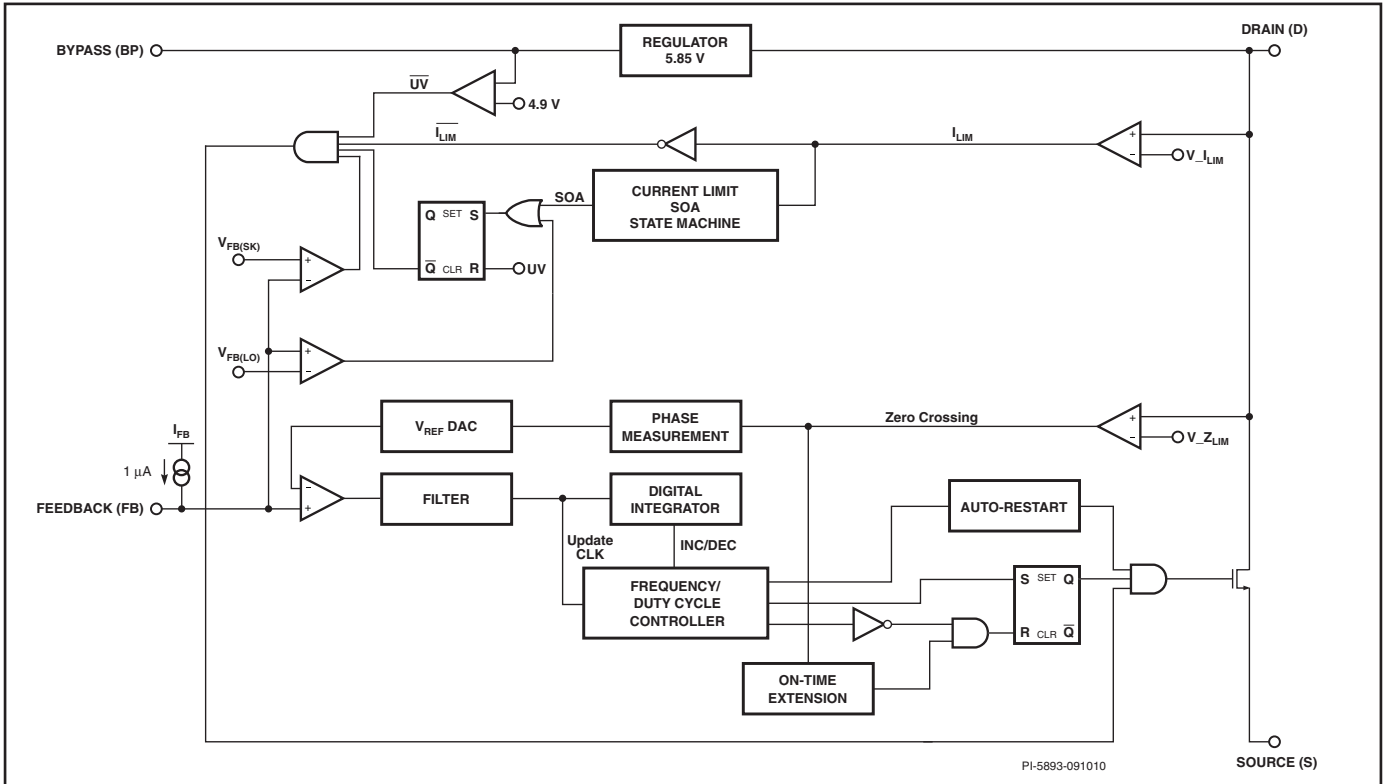 BYPASS (BP)
REGULATOR
5.85 V
DRAIN (D)
UV
4.9 V
ILIM
ILIM
+
-
V_ILIM
CURRENT LIMIT
SOA
STATE MACHINE
SOA
Q SET S
Q CLR R
UV
VFB(SK)
+
-
VFB(LO)
+
-
VREF DAC
PHASE
MEASUREMENT
Zero Crossing
+
-
V_ZLIM
IFB
1 μA
FEEDBACK (FB)
-
+
FILTER
DIGITAL
INTEGRATOR
AUTO-RESTART
Update
CLK
INC/DEC
FREQUENCY/
DUTY CYCLE
CONTROLLER
S SET Q
R CLR Q
ON-TIME
EXTENSION
SOURCE (S)
PI-5893-091010